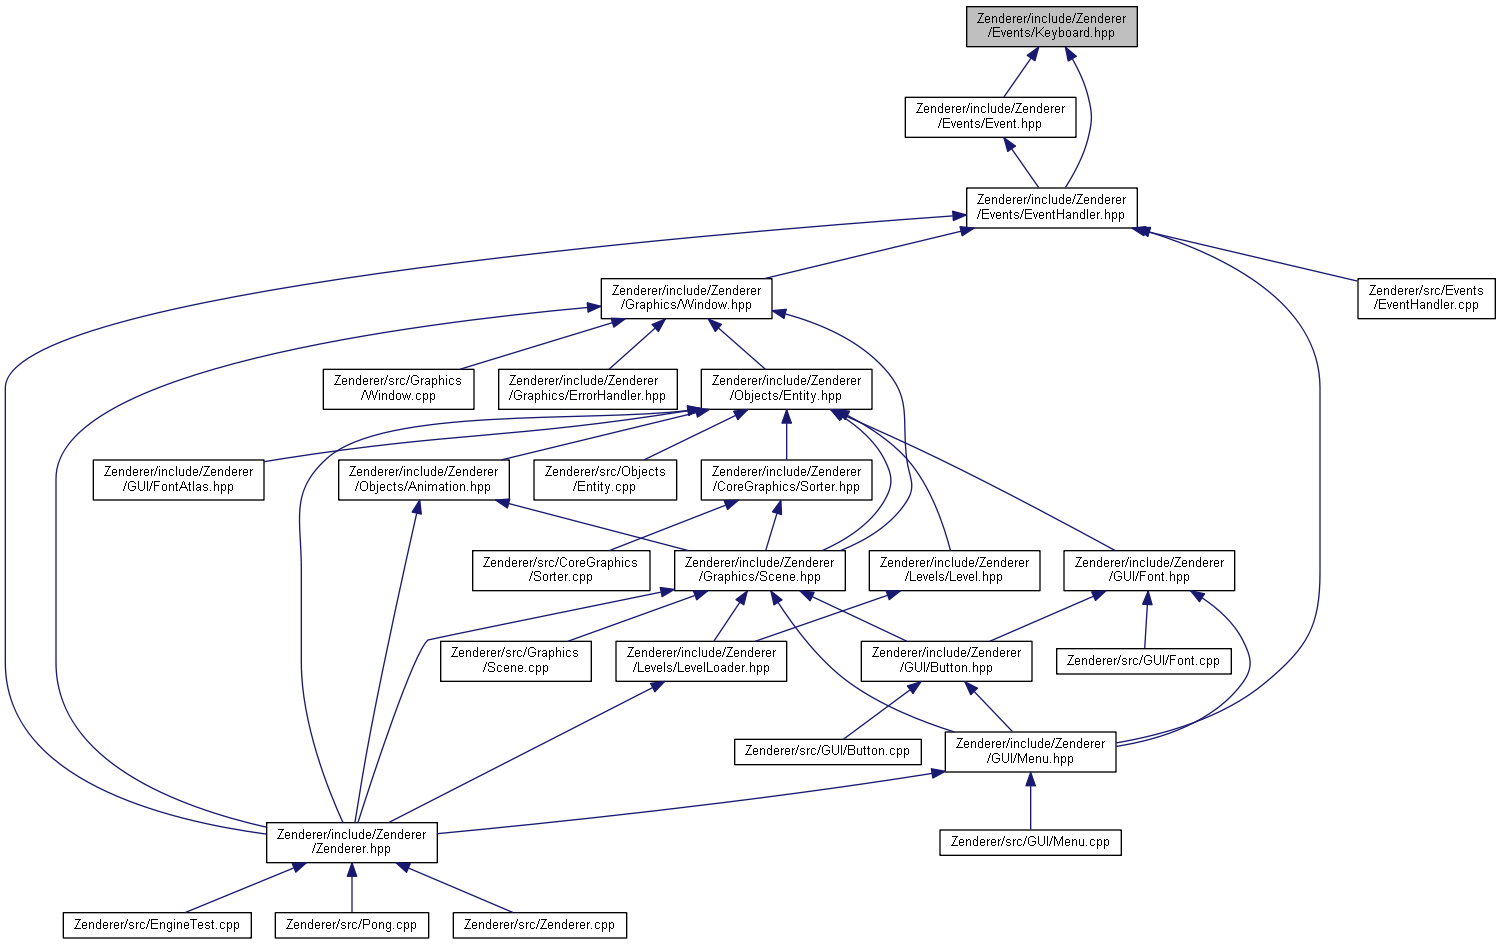 Zenderer/include/Zenderer
/Events/Keyboard.hpp
Zenderer/include/Zenderer
/Events/Event.hpp
Zenderer/include/Zenderer
/Events/EventHandler.hpp
Zenderer/include/Zenderer
/Graphics/Window.hpp
Zenderer/src/Events
/EventHandler.cpp
Zenderer/src/Graphics
/Window.cpp
Zenderer/include/Zenderer
/Graphics/ErrorHandler.hpp
Zenderer/include/Zenderer
/Objects/Entity.hpp
Zenderer/include/Zenderer
/GUI/FontAtlas.hpp
Zenderer/include/Zenderer
/Objects/Animation.hpp
Zenderer/src/Objects
/Entity.cpp
Zenderer/include/Zenderer
/CoreGraphics/Sorter.hpp
Zenderer/src/CoreGraphics
/Sorter.cpp
Zenderer/include/Zenderer
/Graphics/Scene.hpp
Zenderer/include/Zenderer
/Levels/Level.hpp
Zenderer/include/Zenderer
/GUI/Font.hpp
Zenderer/src/Graphics
/Scene.cpp
Zenderer/include/Zenderer
/Levels/LevelLoader.hpp
Zenderer/include/Zenderer
/GUI/Button.hpp
Zenderer/src/GUI/Font.cpp
Zenderer/src/GUI/Button.cpp
Zenderer/include/Zenderer
/GUI/Menu.hpp
Zenderer/include/Zenderer
/Zenderer.hpp
Zenderer/src/GUI/Menu.cpp
Zenderer/src/EngineTest.cpp
Zenderer/src/Pong.cpp
Zenderer/src/Zenderer.cpp